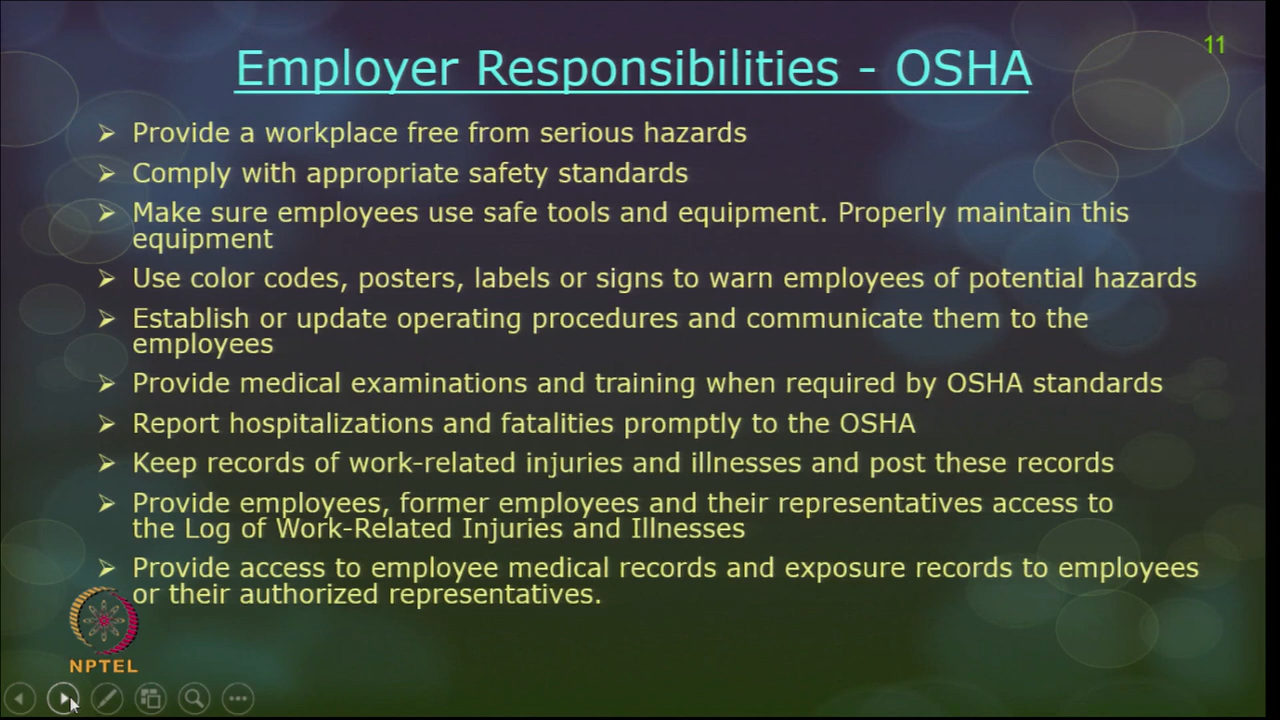 11
Employer Responsibilities - OSHA
➢ Provide a workplace free from serious hazards
➢ Comply with appropriate safety standards
➢ Make sure employees use safe tools and equipment. Properly maintain this
equipment
➢ Use color codes, posters, labels or signs to warn employees of potential hazards
➢ Establish or update operating procedures and communicate them to the
employees
➢ Provide medical examinations and training when required by OSHA standards
➢ Report hospitalizations and fatalities promptly to the OSHA
➢ Keep records of work-related injuries and illnesses and post these records
➢ Provide employees, former employees and their representatives access to
the Log of Work-Related Injuries and Illnesses
➢ Provide access to employee medical records and exposure records to employees
or their authorized representatives.
NPTEL